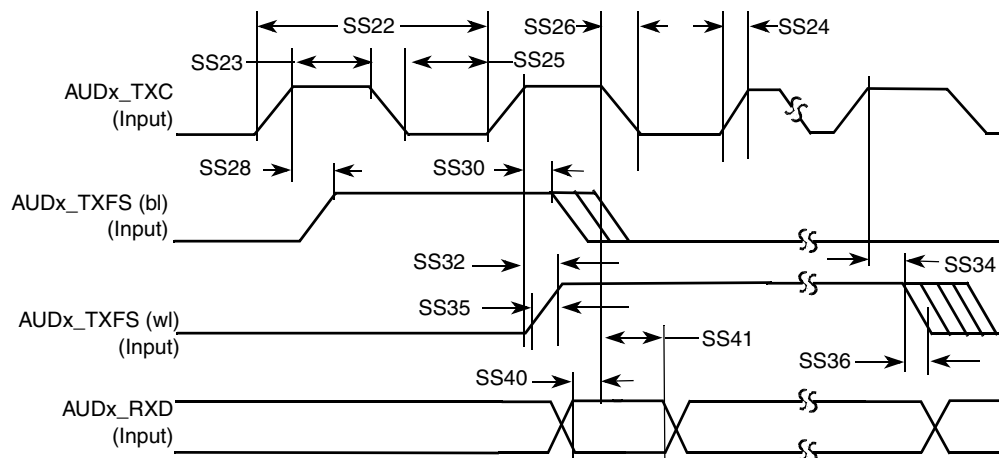 SS22
SS26
SS24
SS23
SS25
AUDx_TXC
(Input)
SS28
SS30
AUDx_TXFS (bl)
(Input)
SS32
SS34
SS35
AUDx_TXFS (wl)
(Input)
SS41
SS36
SS40
AUDx_RXD
(Input)